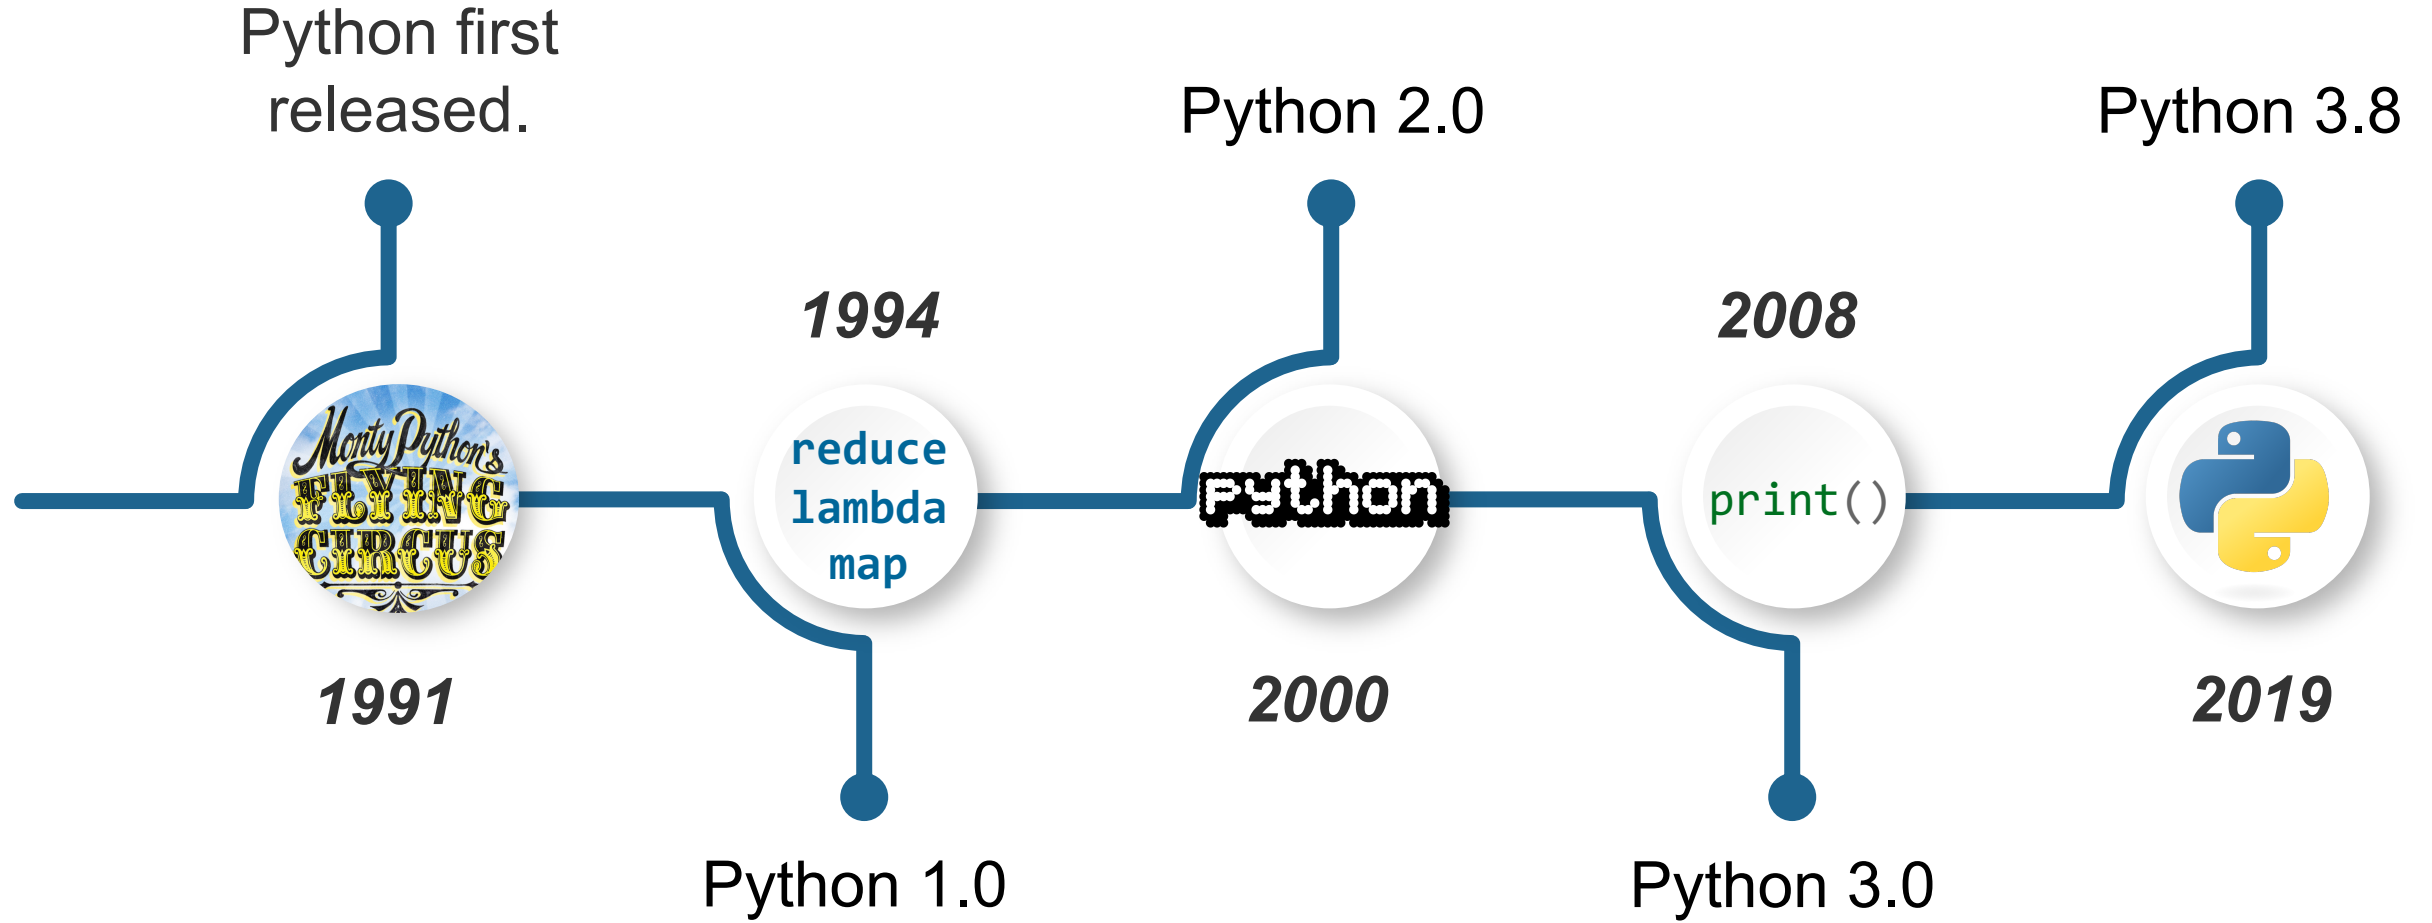 Python first
released.
Monty Python's
FLYING
CIRCUS
1991
1994
reduce
lambda
map
Python 1.0
Python 2.0
python
2000
2008
print()
Python 3.0
Python 3.8
2019